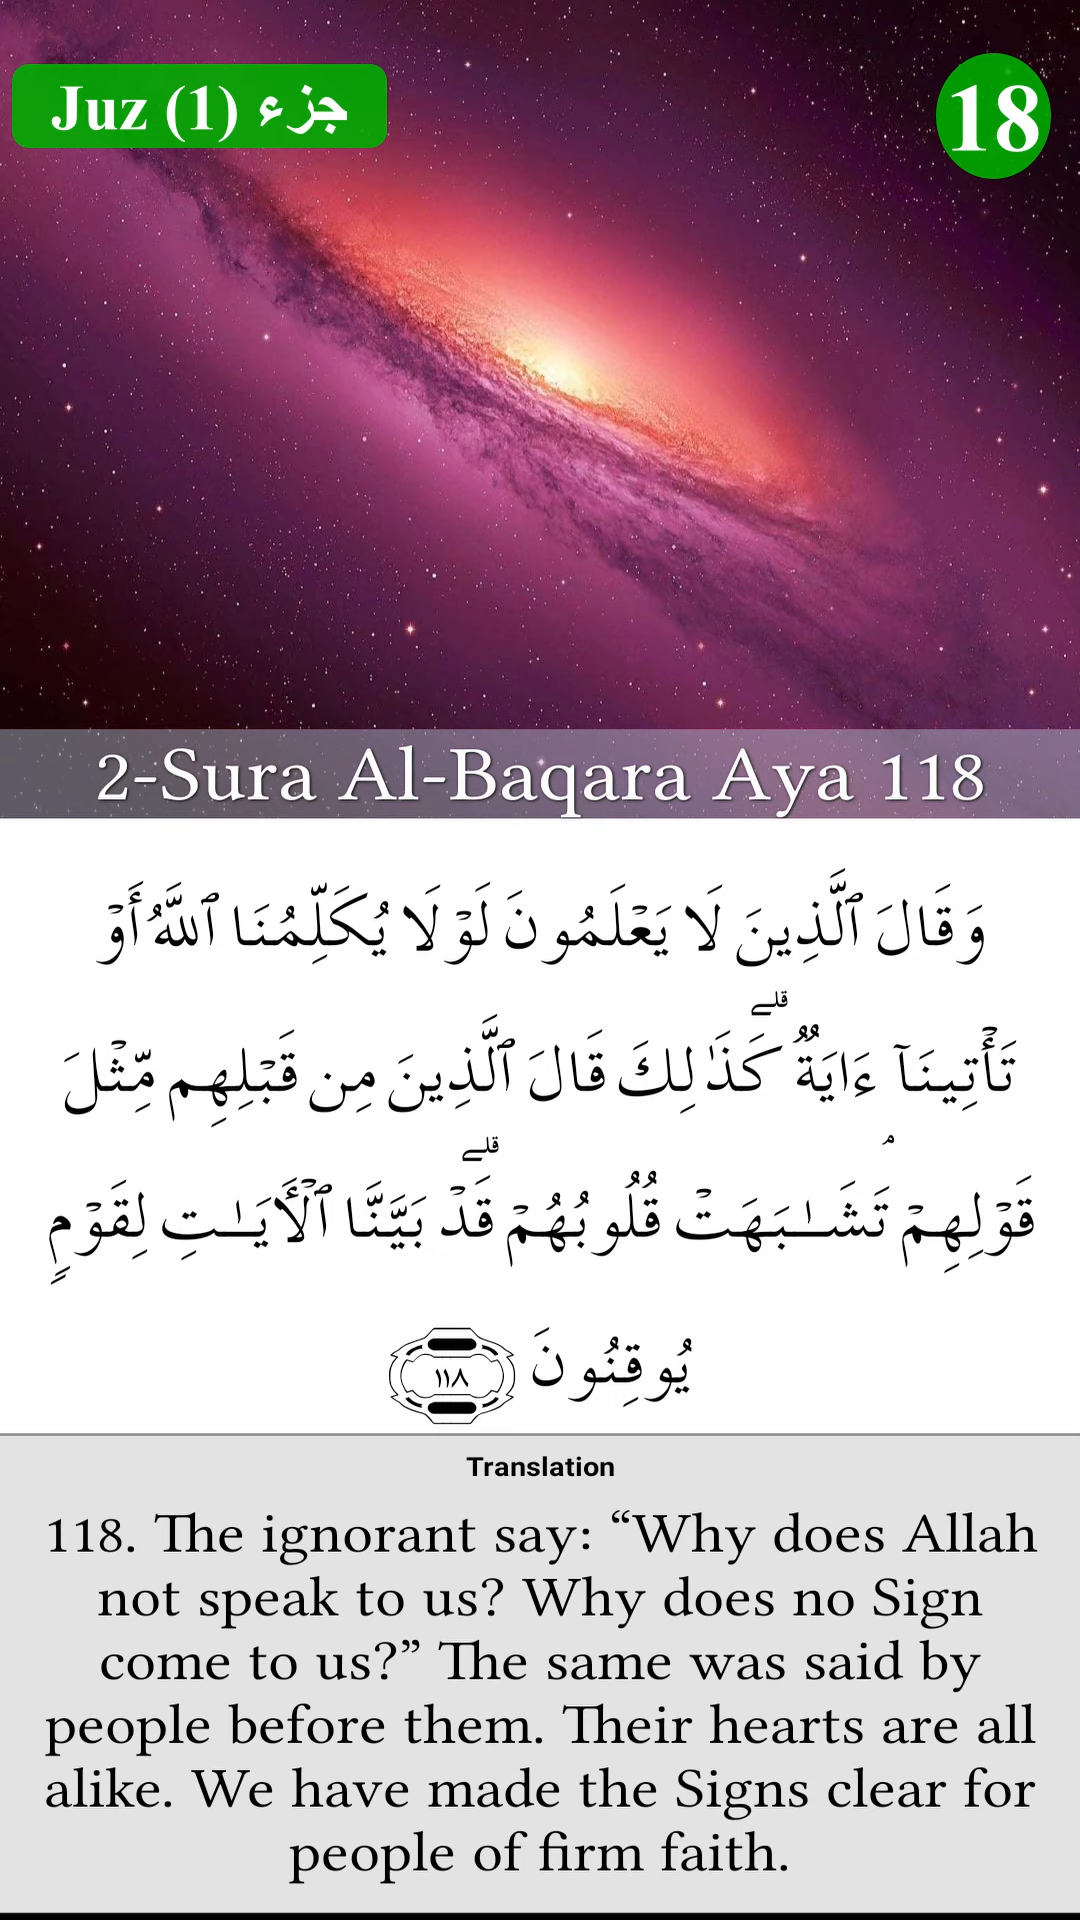 Juz (1) جزء
18
2-Sura Al-Baqara Aya 118
وَقَالَ ٱلَّذِينَ لَا يَعۡلَمُونَ لَوۡلَا يُكَلِّمُنَا ٱللَّهُ أَوۡ
تَأۡتِينَآ ءَايَةٞۗ كَذَٰلِكَ قَالَ ٱلَّذِينَ مِن قَبۡلِهِم مِّثۡلَ
قَوۡلِهِمۡۘ تَشَٰبَهَتۡ قُلُوبُهُمۡۗ قَدۡ بَيَّنَّا ٱلۡأٓيَٰتِ لِقَوۡمٖ
يُوقِنُونَ ١١٨
Translation
118. The ignorant say: “Why does Allah
not speak to us? Why does no Sign
come to us?” The same was said by
people before them. Their hearts are all
alike. We have made the Signs clear for
people of firm faith.